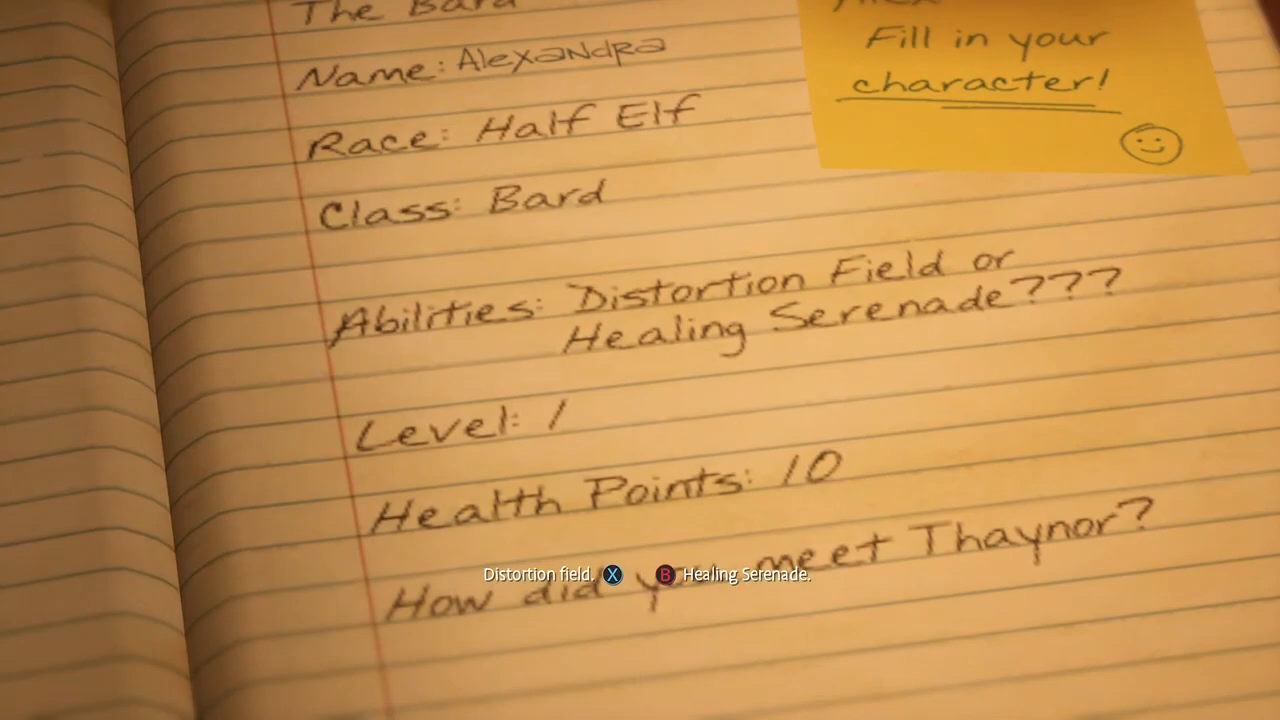 The Bard
Name: Alexandra
Race: Half Elf
Class: Bard
Abilities: Distortion Field or
Healing Serenade???
Level: 1
Health Points: 10
How did you meet Thaynor?
Alex
Fill in your
character!
Distortion field. X B Healing Serenade.